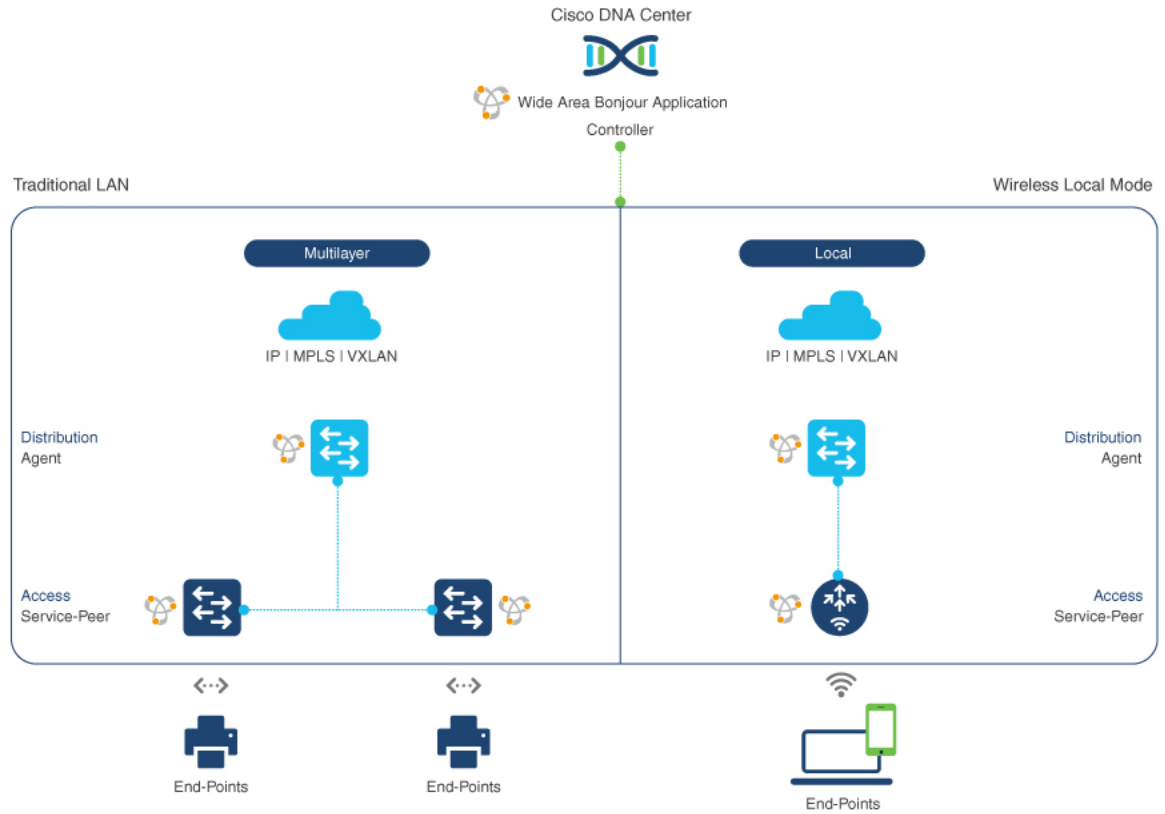 Cisco DNA Center
Wide Area Bonjour Application
Controller
Traditional LAN
Wireless Local Mode
Multilayer
Local
IP | MPLS | VXLAN
IP | MPLS | VXLAN
Distribution
Agent
Distribution
Agent
Access
Service-Peer
Access
Service-Peer
End-Points
End-Points
End-Points